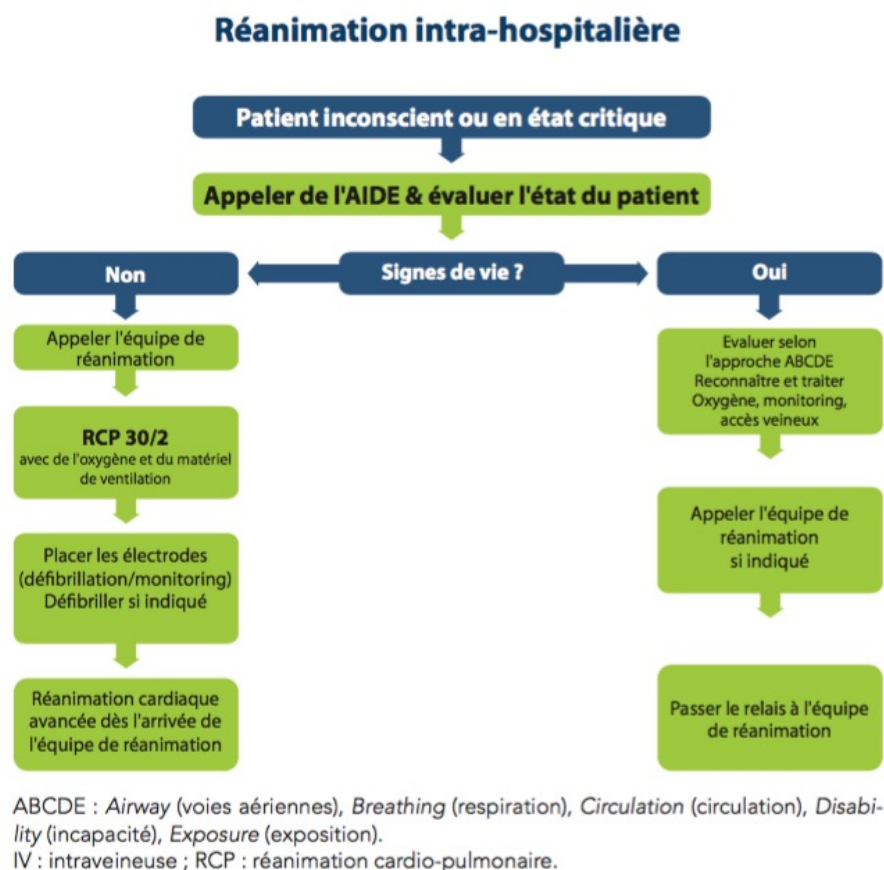 Réanimation intra-hospitalière
Patient inconscient ou en état critique
Appeler de l'AIDE & évaluer l'état du patient
Non
Signes de vie ?
Oui
Appeler l'équipe de
réanimation
RCP 30/2
avec de l'oxygène et du matériel
de ventilation
Placer les électrodes
(défibrillation/monitoring)
Défibriller si indiqué
Réanimation cardiaque
avancée dès l'arrivée de
l'équipe de réanimation
Evaluer selon
l'approche ABCDE
Reconnaître et traiter
Oxygène, monitoring,
accès veineux
Appeler l'équipe de
réanimation
si indiqué
Passer le relais à l'équipe
de réanimation
ABCDE : Airway (voies aériennes), Breathing (respiration), Circulation (circulation), Disabi-
lity (incapacité), Exposure (exposition).
IV : intraveineuse ; RCP : réanimation cardio-pulmonaire.